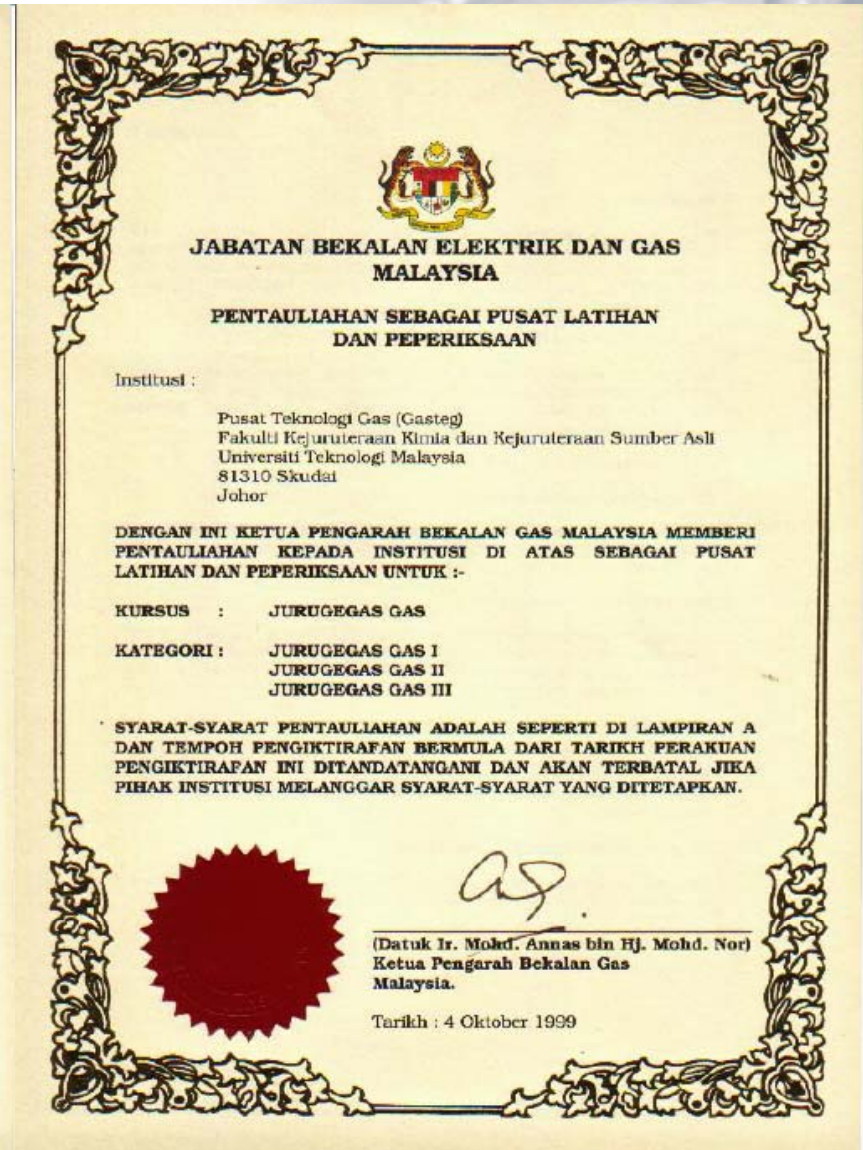 JABATAN BEKALAN ELEKTRIK DAN GAS
MALAYSIA
PENTAULIAHAN SEBAGAI PUSAT LATIHAN
DAN PEPERIKSAAN
Institusi :
Pusat Teknologi Gas (Gasteg)
Fakulti Kejuruteraan Kimia dan Kejuruteraan Sumber Asli
Universiti Teknologi Malaysia
81310 Skudai
Johor
DENGAN INI KETUA PENGARAH BEKALAN GAS MALAYSIA MEMBERI
PENTAULIAHAN KEPADA INSTITUSI DI ATAS SEBAGAI PUSAT
LATIHAN DAN PEPERIKSAAN UNTUK :-
KURSUS : JURUGEGAS GAS
KATEGORI : JURUGEGAS GAS I
JURUGEGAS GAS II
JURUGEGAS GAS III
SYARAT-SYARAT PENTAULIAHAN ADALAH SEPERTI DI LAMPIRAN A
DAN TEMPOH PENGIKTIRAFAN BERMULA DARI TARIKH PERAKUAN
PENGIKTIRAFAN INI DITANDATANGANI DAN AKAN TERBATAL JIKA
PIHAK INSTITUSI MELANGGAR SYARAT-SYARAT YANG DITETAPKAN.
(Datuk Ir. Mohd. Annas bin Hj. Mohd. Nor)
Ketua Pengarah Bekalan Gas
Malaysia.
Tarikh : 4 Oktober 1999